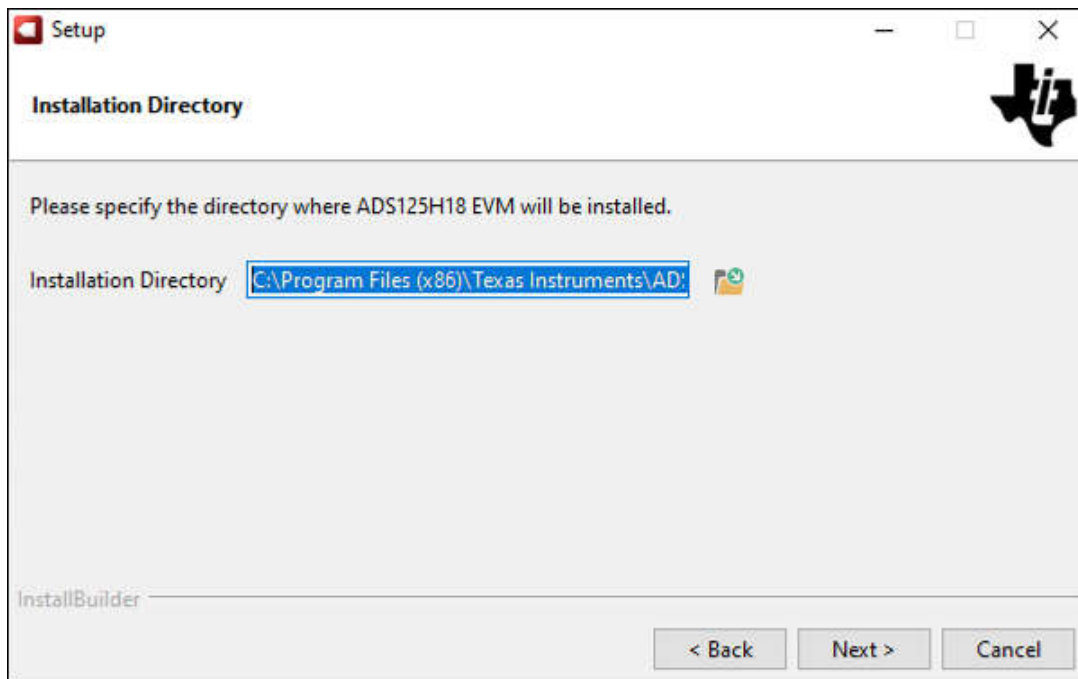 Setup
Installation Directory
Please specify the directory where ADS125H18 EVM will be installed.
Installation Directory C:\Program Files (x86)\Texas Instruments\AD
InstallBuilder
< Back Next > Cancel